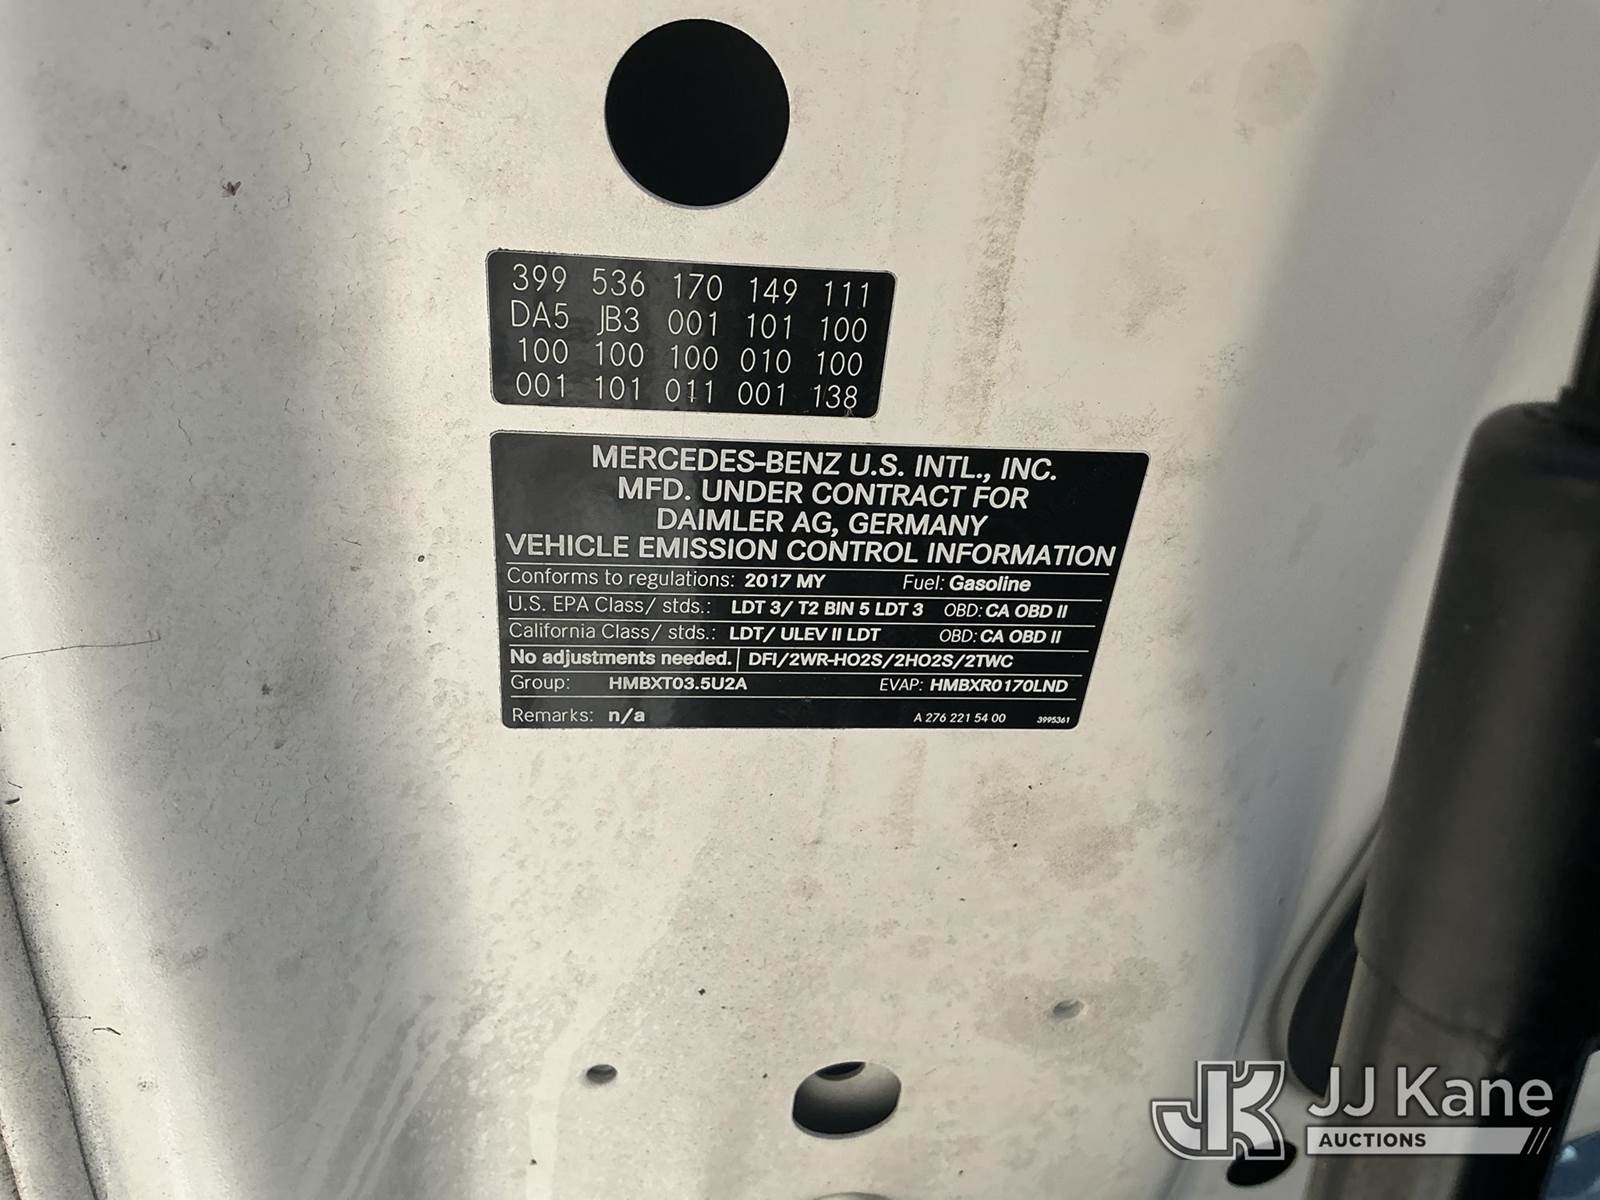 399 536 170 149 111
DA5 JB3 001 101 100
100 100 100 010 100
001 101 011 001 138
MERCEDES-BENZ U.S. INTL., INC.
MFD. UNDER CONTRACT FOR
DAIMLER AG, GERMANY
VEHICLE EMISSION CONTROL INFORMATION
Conforms to regulations: 2017 MY Fuel: Gasoline
U.S. EPA Class/ stds.: LDT 3/ T2 BIN 5 LDT 3 OBD: CA OBD II
California Class/ stds.: LDT/ ULEV II LDT OBD: CA OBD II
No adjustments needed. DFI/2WR-HO2S/2HO2S/2TWC
Group: HMBXT03.5U2A EVAP: HMBXR0170LND
Remarks: n/a A 276 221 54 00 3995361
JK JJ Kane
AUCTIONS